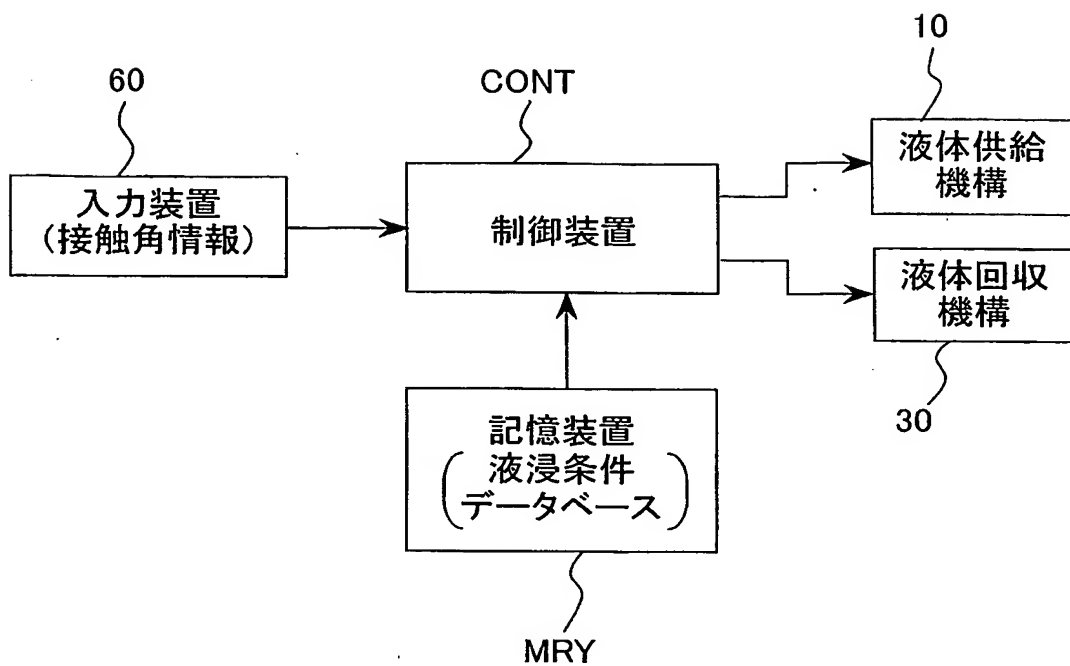 60
入力装置
(接触角情報)
CONT
制御装置
10
液体供給
機構
液体回収
機構
30
記憶装置
液浸条件
データベース
MRY